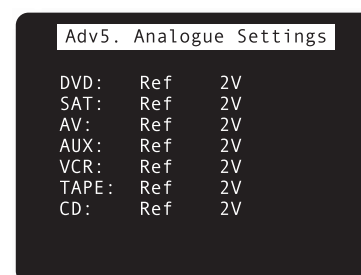 Adv5. Analogue Settings
DVD: Ref 2V
SAT: Ref 2V
AV: Ref 2V
AUX: Ref 2V
VCR: Ref 2V
TAPE: Ref 2V
CD: Ref 2V